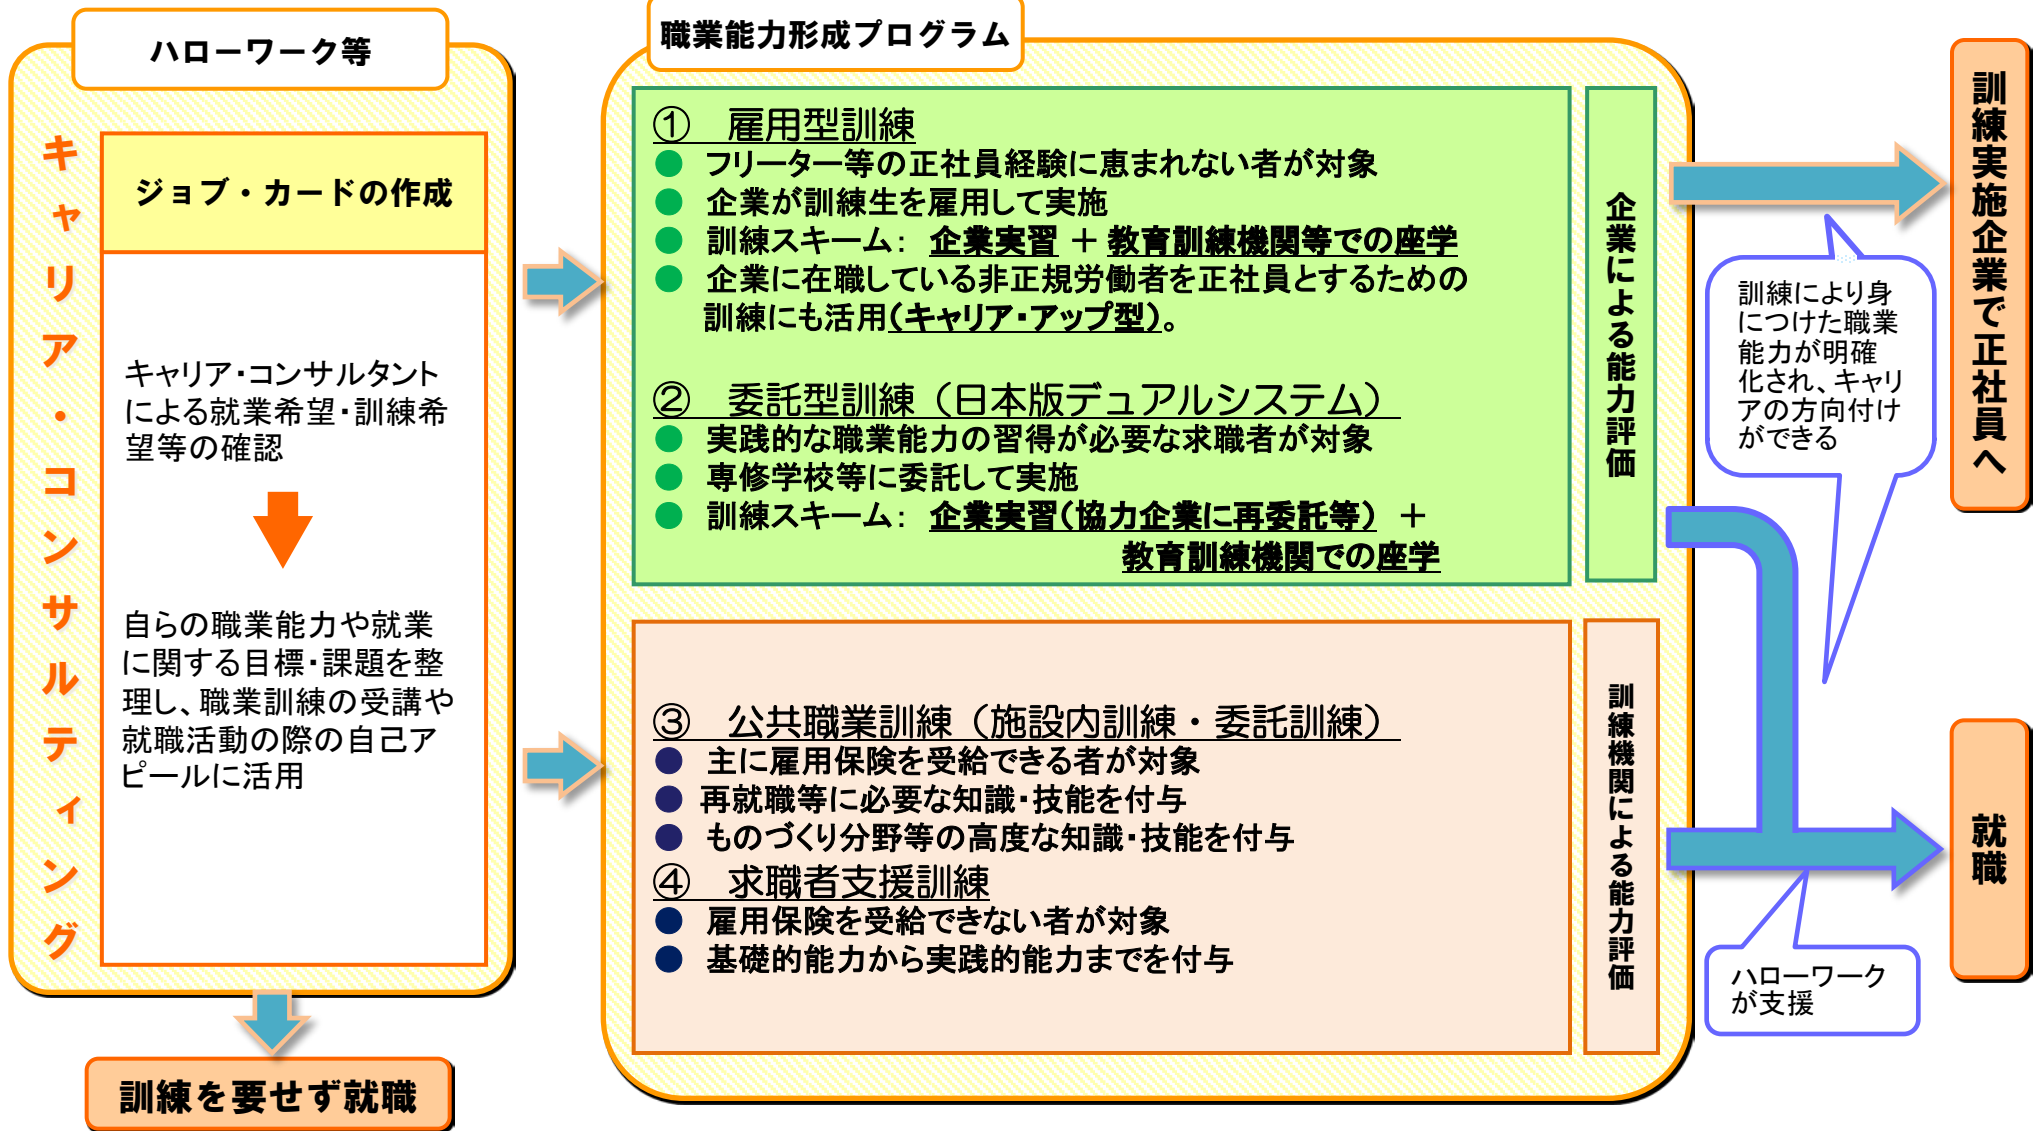 ハローワーク等
キャリア・コンサルティング
ジョブ・カードの作成
キャリア・コンサルタント
による就業希望・訓練希
望等の確認
自らの職業能力や就業
に関する目標・課題を整
理し、職業訓練の受講や
就職活動の際の自己ア
ピールに活用
訓練を要せず就職
職業能力形成プログラム
① 雇用型訓練
● フリーター等の正社員経験に恵まれない者が対象
● 企業が訓練生を雇用して実施
● 訓練スキーム： 企業実習 ＋ 教育訓練機関等での座学
● 企業に在職している非正規労働者を正社員とするための
訓練にも活用（キャリア・アップ型）。
② 委託型訓練（日本版デュアルシステム）
● 実践的な職業能力の習得が必要な求職者が対象
● 専修学校等に委託して実施
● 訓練スキーム： 企業実習（協力企業に再委託等） ＋
教育訓練機関での座学
企業による能力評価
③ 公共職業訓練（施設内訓練・委託訓練）
● 主に雇用保険を受給できる者が対象
● 再就職等に必要な知識・技能を付与
● ものづくり分野等の高度な知識・技能を付与
④ 求職者支援訓練
● 雇用保険を受給できない者が対象
● 基礎的能力から実践的能力までを付与
訓練機関による能力評価
訓練により身
につけた職業
能力が明確
化され、キャリ
アの方向付け
ができる
ハローワーク
が支援
訓練実施企業で正社員へ
就職